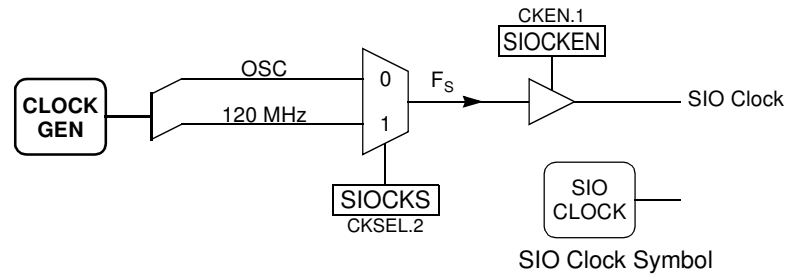 CKEN.1
SIOCKEN
OSC
0
F_S
CLOCK
GEN
SIO Clock
120 MHz
1
SIOCKS
CKSEL.2
SIO
CLOCK
SIO Clock Symbol